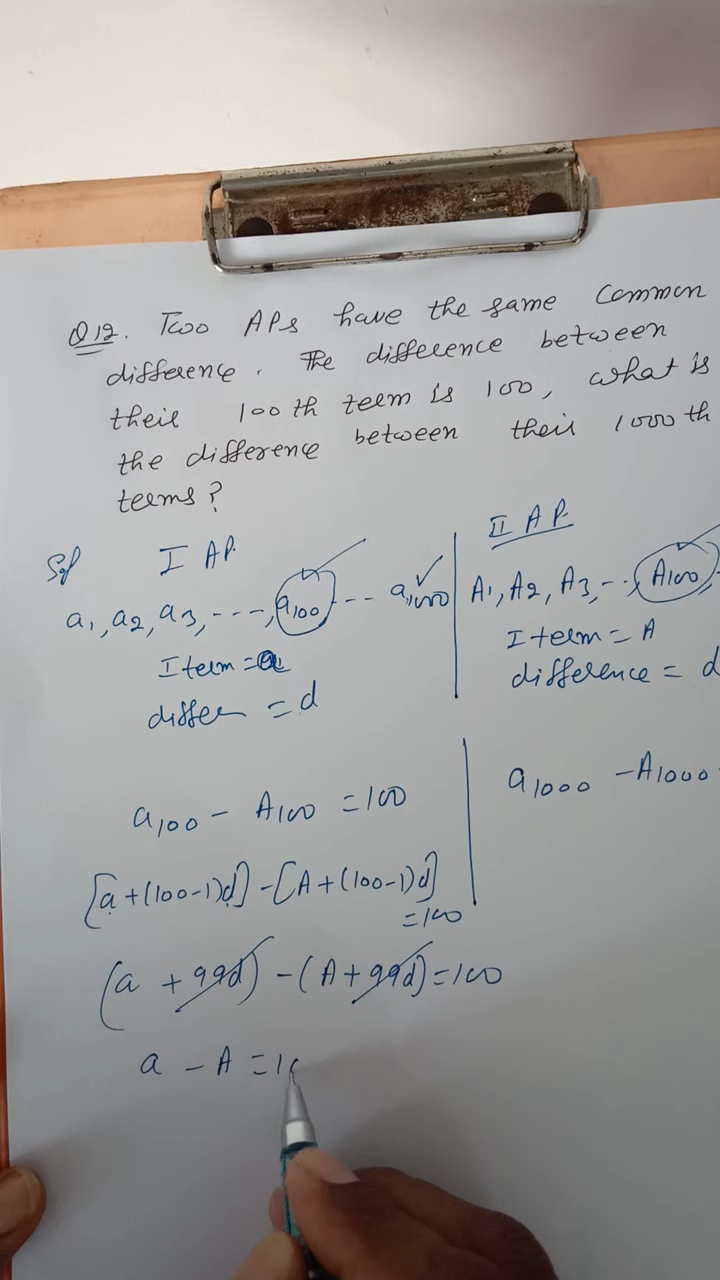 Q12. Two APs have the same common
difference. The difference between
their 100th term is 100, what is
the difference between their 1000th
terms?
Sol I AP.
II AP.
a1, a2, a3, ---, a100 --- a1000
A1, A2, A3, --, A100
I term = a
I term = A
differ = d
difference = d
a100 - A100 = 100
a1000 - A1000
[a+(100-1)d] - [A+(100-1)d]
=100
(a + 99d) - (A+99d) = 100
a - A = 10